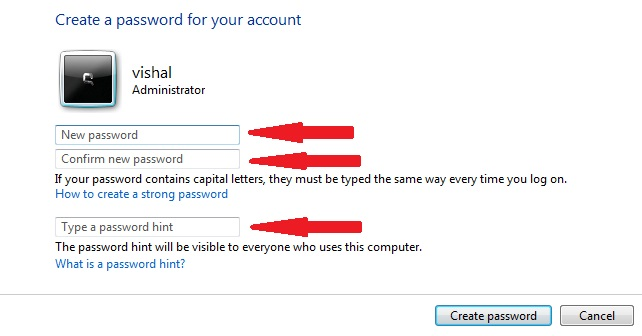 Create a password for your account
vishal
Administrator
New password
Confirm new password
If your password contains capital letters, they must be typed the same way every time you log on.
How to create a strong password
Type a password hint
The password hint will be visible to everyone who uses this computer.
What is a password hint?
Create password Cancel